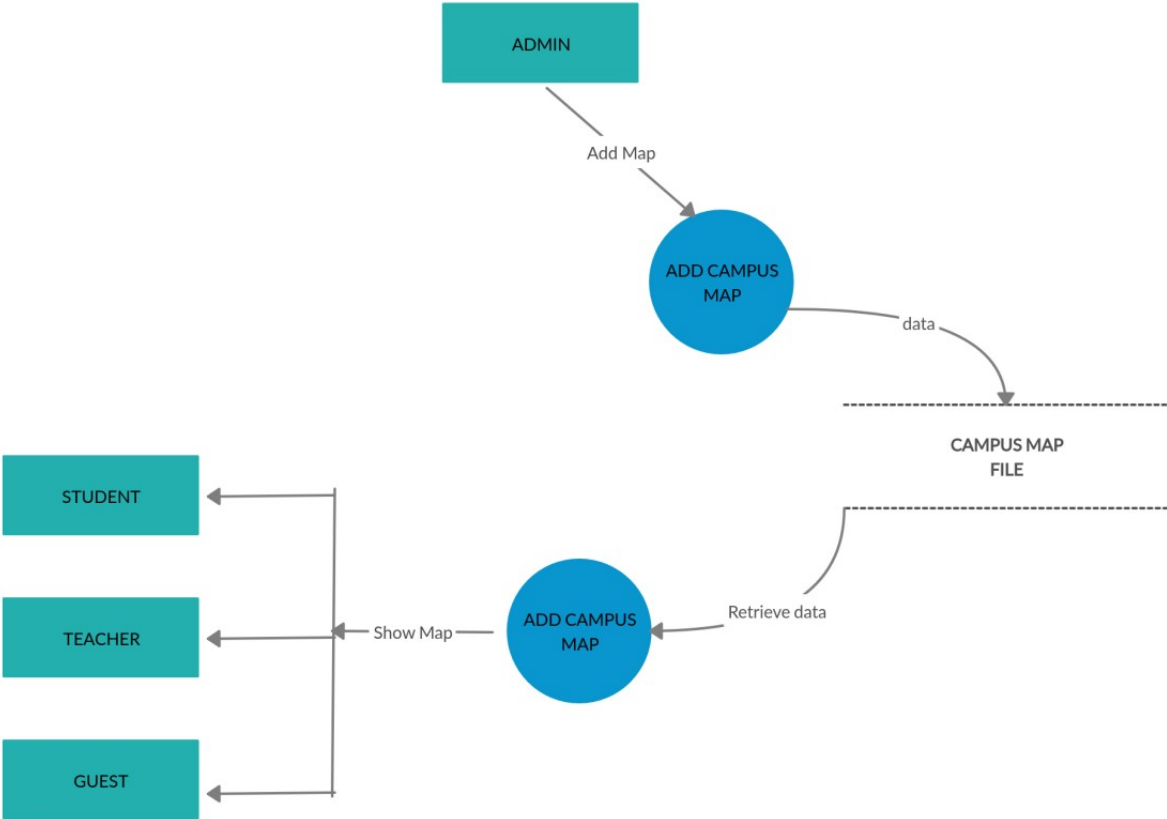 ADMIN
Add Map
ADD CAMPUS
MAP
data
CAMPUS MAP
FILE
STUDENT
ADD CAMPUS
MAP
Retrieve data
Show Map
TEACHER
GUEST